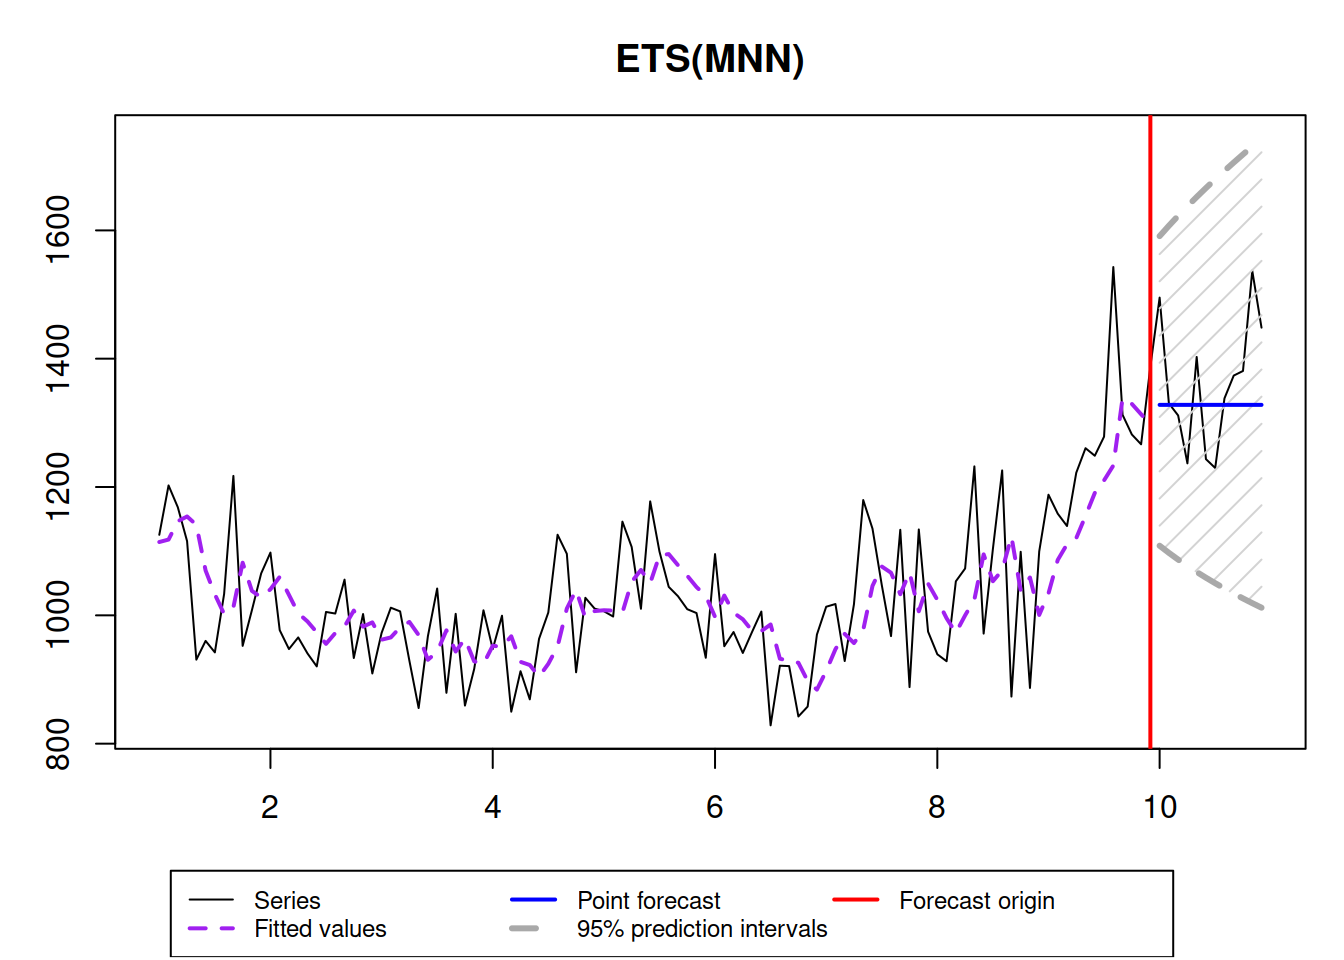 ETS(MNN)
1600
1400
1200
1000
800
2 4 6 8 10
Series Point forecast Forecast origin
Fitted values 95% prediction intervals